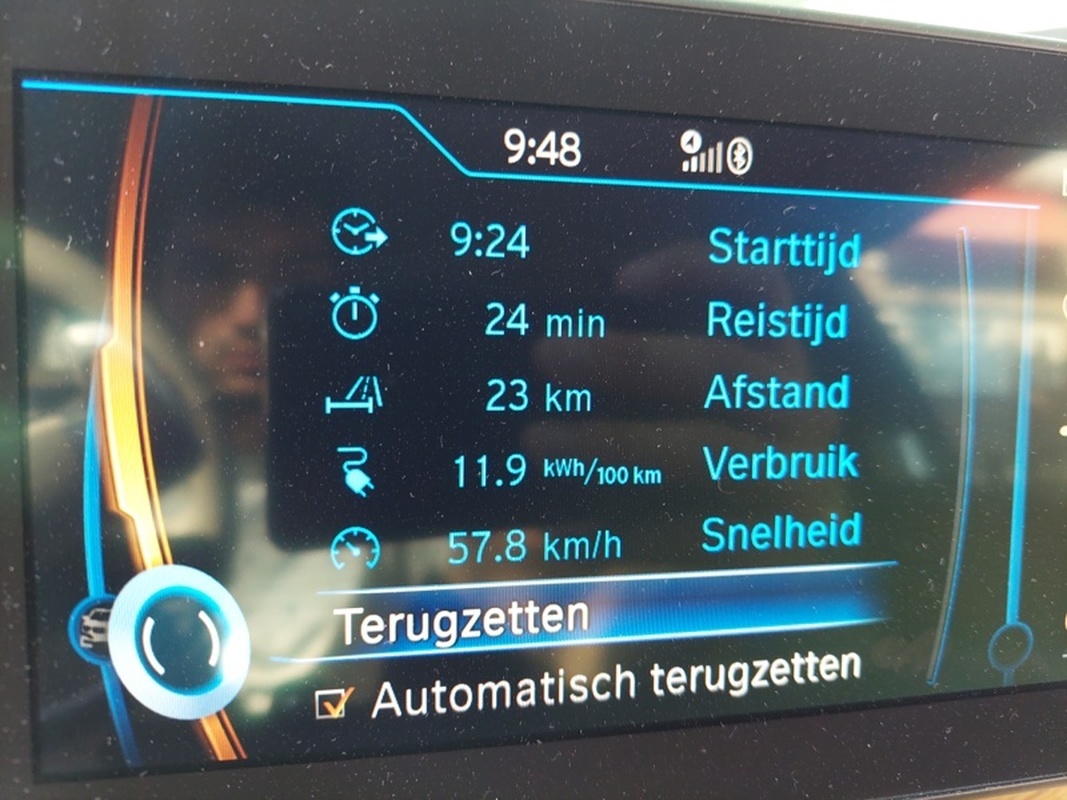 9:48
9:24 Starttijd
24 min Reistijd
23 km Afstand
11.9 kWh/100 km Verbruik
57.8 km/h Snelheid
Terugzetten
Automatisch terugzetten